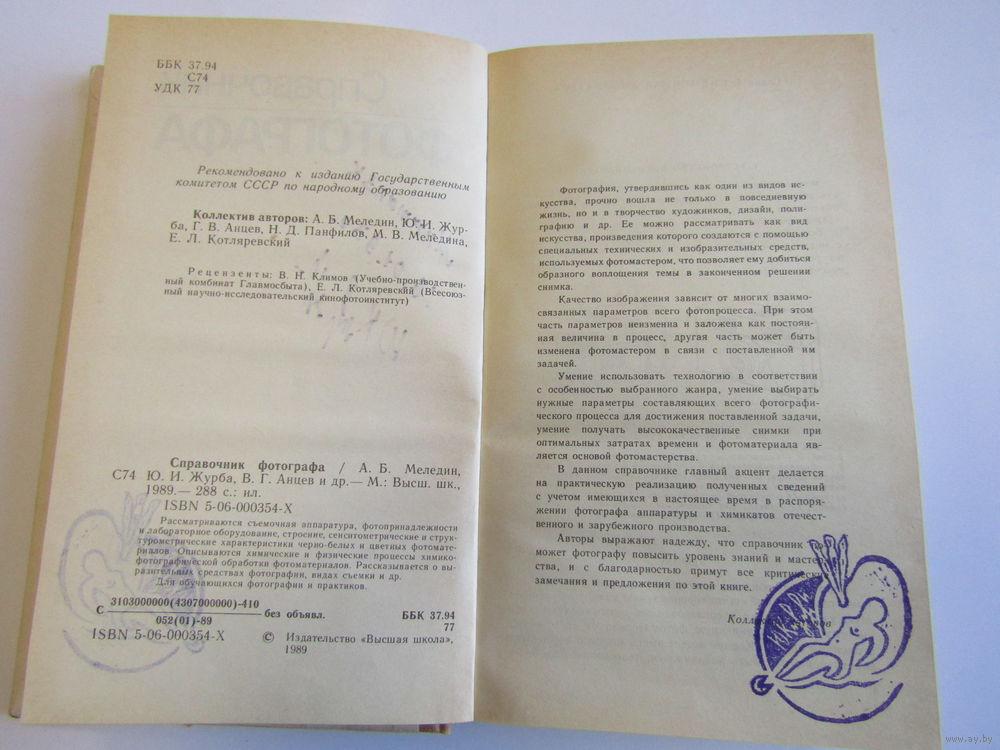 ББК 37.94
С74
УДК 77
Рекомендовано к изданию Государственным
комитетом СССР по народному образованию
Коллектив авторов: А. Б. Меледин, Ю. И. Жур-
ба, Г. В. Анцев, Н. Д. Панфилов, М. В. Меледина,
Е. Л. Котляревский
Рецензенты: В. Н. Климов (Учебно-производствен-
ный комбинат Главмосбыта), Е. Л. Котляревский (Всесоюз-
ный научно-исследовательский кинофотоинститут)
Справочник фотографа / А. Б. Меледин,
С74 Ю. И. Журба, В. Г. Анцев и др.— М.: Высш. шк.,
1989.— 288 с.: ил.
ISBN 5-06-000354-X
Рассматриваются съемочная аппаратура, фотопринадлежности
и лабораторное оборудование, строение, сенситометрические и струк-
турометрические характеристики черно-белых и цветных фотомате-
риалов. Описываются химические и физические процессы химико-
фотографической обработки фотоматериалов. Рассказывается о вы-
разительных средствах фотографии, видах съемки и др.
Для обучающихся фотографии и практиков.
С 3103000000(4307000000)-410
052(01)-89
без объявл.
ББК 37.94
77
ISBN 5-06-000354-X
© Издательство «Высшая школа»,
1989
Фотография, утвердившись как один из видов ис-
кусства, прочно вошла не только в повседневную
жизнь, но и в творчество художников, дизайн, поли-
графию и др. Ее можно рассматривать как вид
искусства, произведения которого создаются с помощью
специальных технических и изобразительных средств,
используемых фотомастером, что позволяет ему добиться
образного воплощения темы в законченном решении
снимка.
Качество изображения зависит от многих взаимо-
связанных параметров всего фотопроцесса. При этом
часть параметров неизменна и заложена как постоян-
ная величина в процесс, другая часть может быть
изменена фотомастером в связи с поставленной им
задачей.
Умение использовать технологию в соответствии
с особенностью выбранного жанра, умение выбирать
нужные параметры составляющих всего фотографи-
ческого процесса для достижения поставленной задачи,
умение получать высококачественные снимки при
оптимальных затратах времени и фотоматериала яв-
ляется основой фотомастерства.
В данном справочнике главный акцент делается
на практическую реализацию полученных сведений
с учетом имеющихся в настоящее время в распоря-
жении фотографа аппаратуры и химикатов отечест-
венного и зарубежного производства.
Авторы выражают надежду, что справочник по-
может фотографу повысить уровень знаний и мастер-
ства, и с благодарностью примут все критические
замечания и предложения по этой книге.
Коллектив авторов
www.ay.by